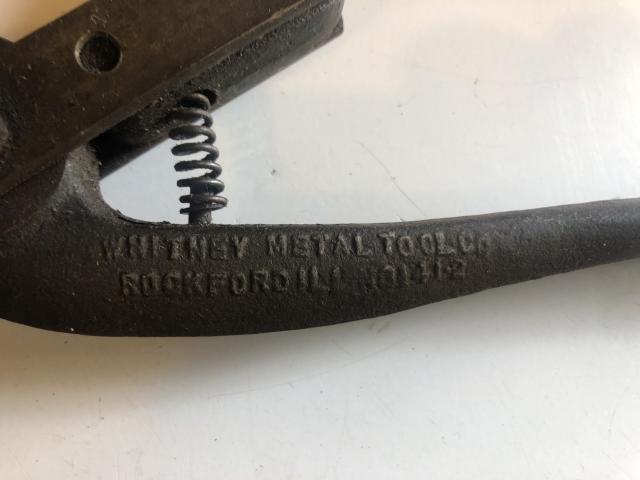 WHITNEY METAL TOOL CO
ROCKFORD ILL